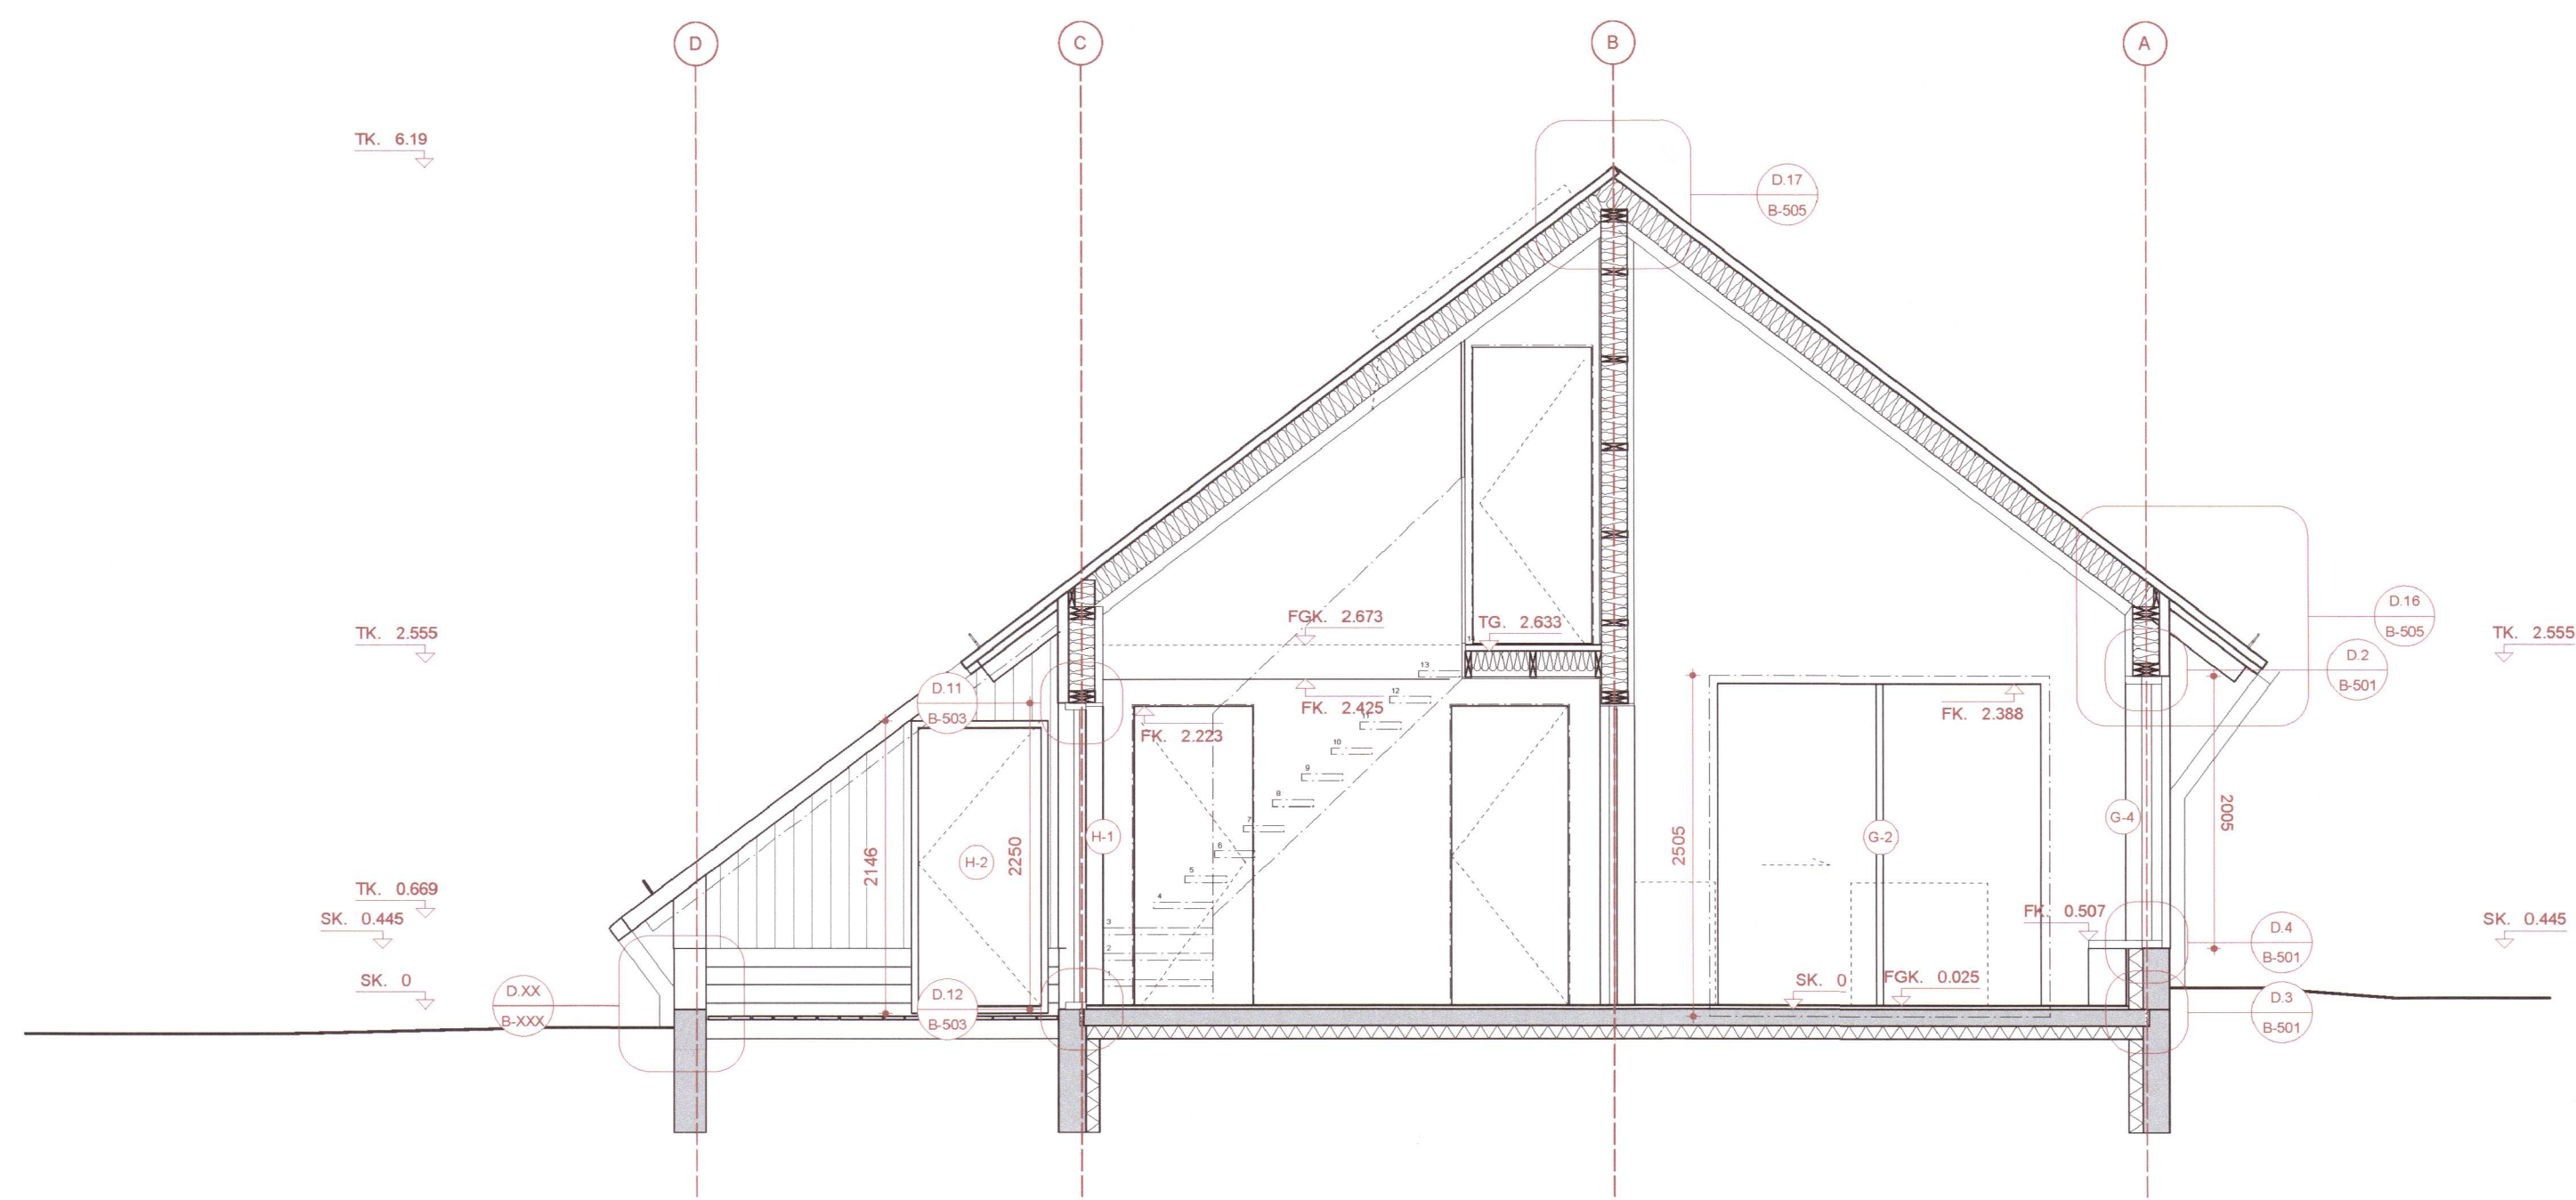 D
C
B
A
TK. 6.19
D.17
B-505
D.16
B-505
FGK. 2.673
TG. 2.633
TK. 2.555
TK. 2.555
14
D.2
B-501
13
D.11
B-503
12
FK. 2.425
FK. 2.388
FK. 2.223
11
10
9
8
7
6
5
4
3
2
1
2146
H-2
2250
H-1
2505
G-2
G-4
2005
TK. 0.669
SK. 0.445
FK. 0.507
SK. 0.445
D.4
B-501
SK. 0
SK. 0
FGK. 0.025
D.XX
B-XXX
D.12
B-503
D.3
B-501